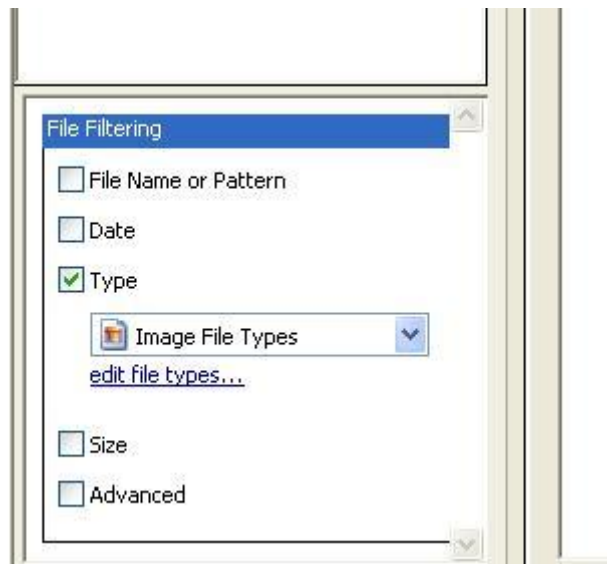 File Filtering
File Name or Pattern
Date
Type
Image File Types
edit file types...
Size
Advanced